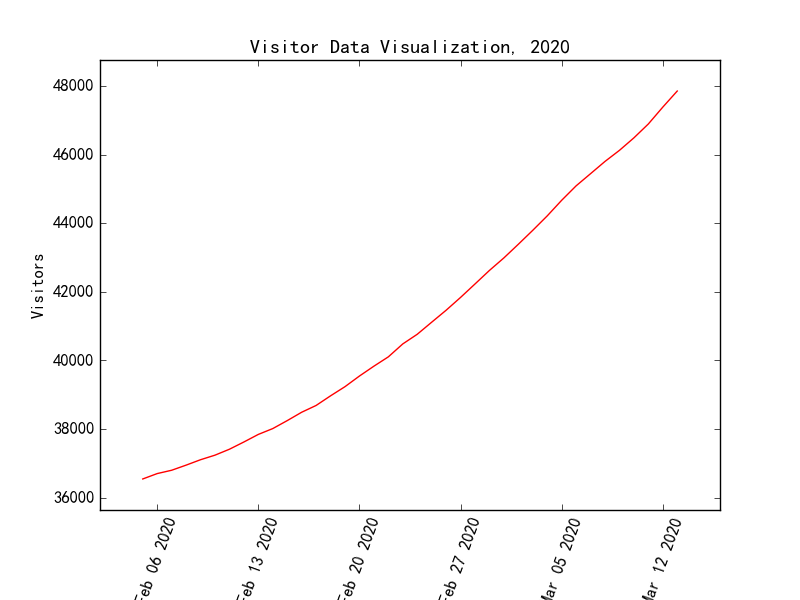 Visitor Data Visualization, 2020
48000
46000
44000
42000
40000
38000
36000
Visitors
Feb 06 2020
Feb 13 2020
Feb 20 2020
Feb 27 2020
Mar 05 2020
Mar 12 2020